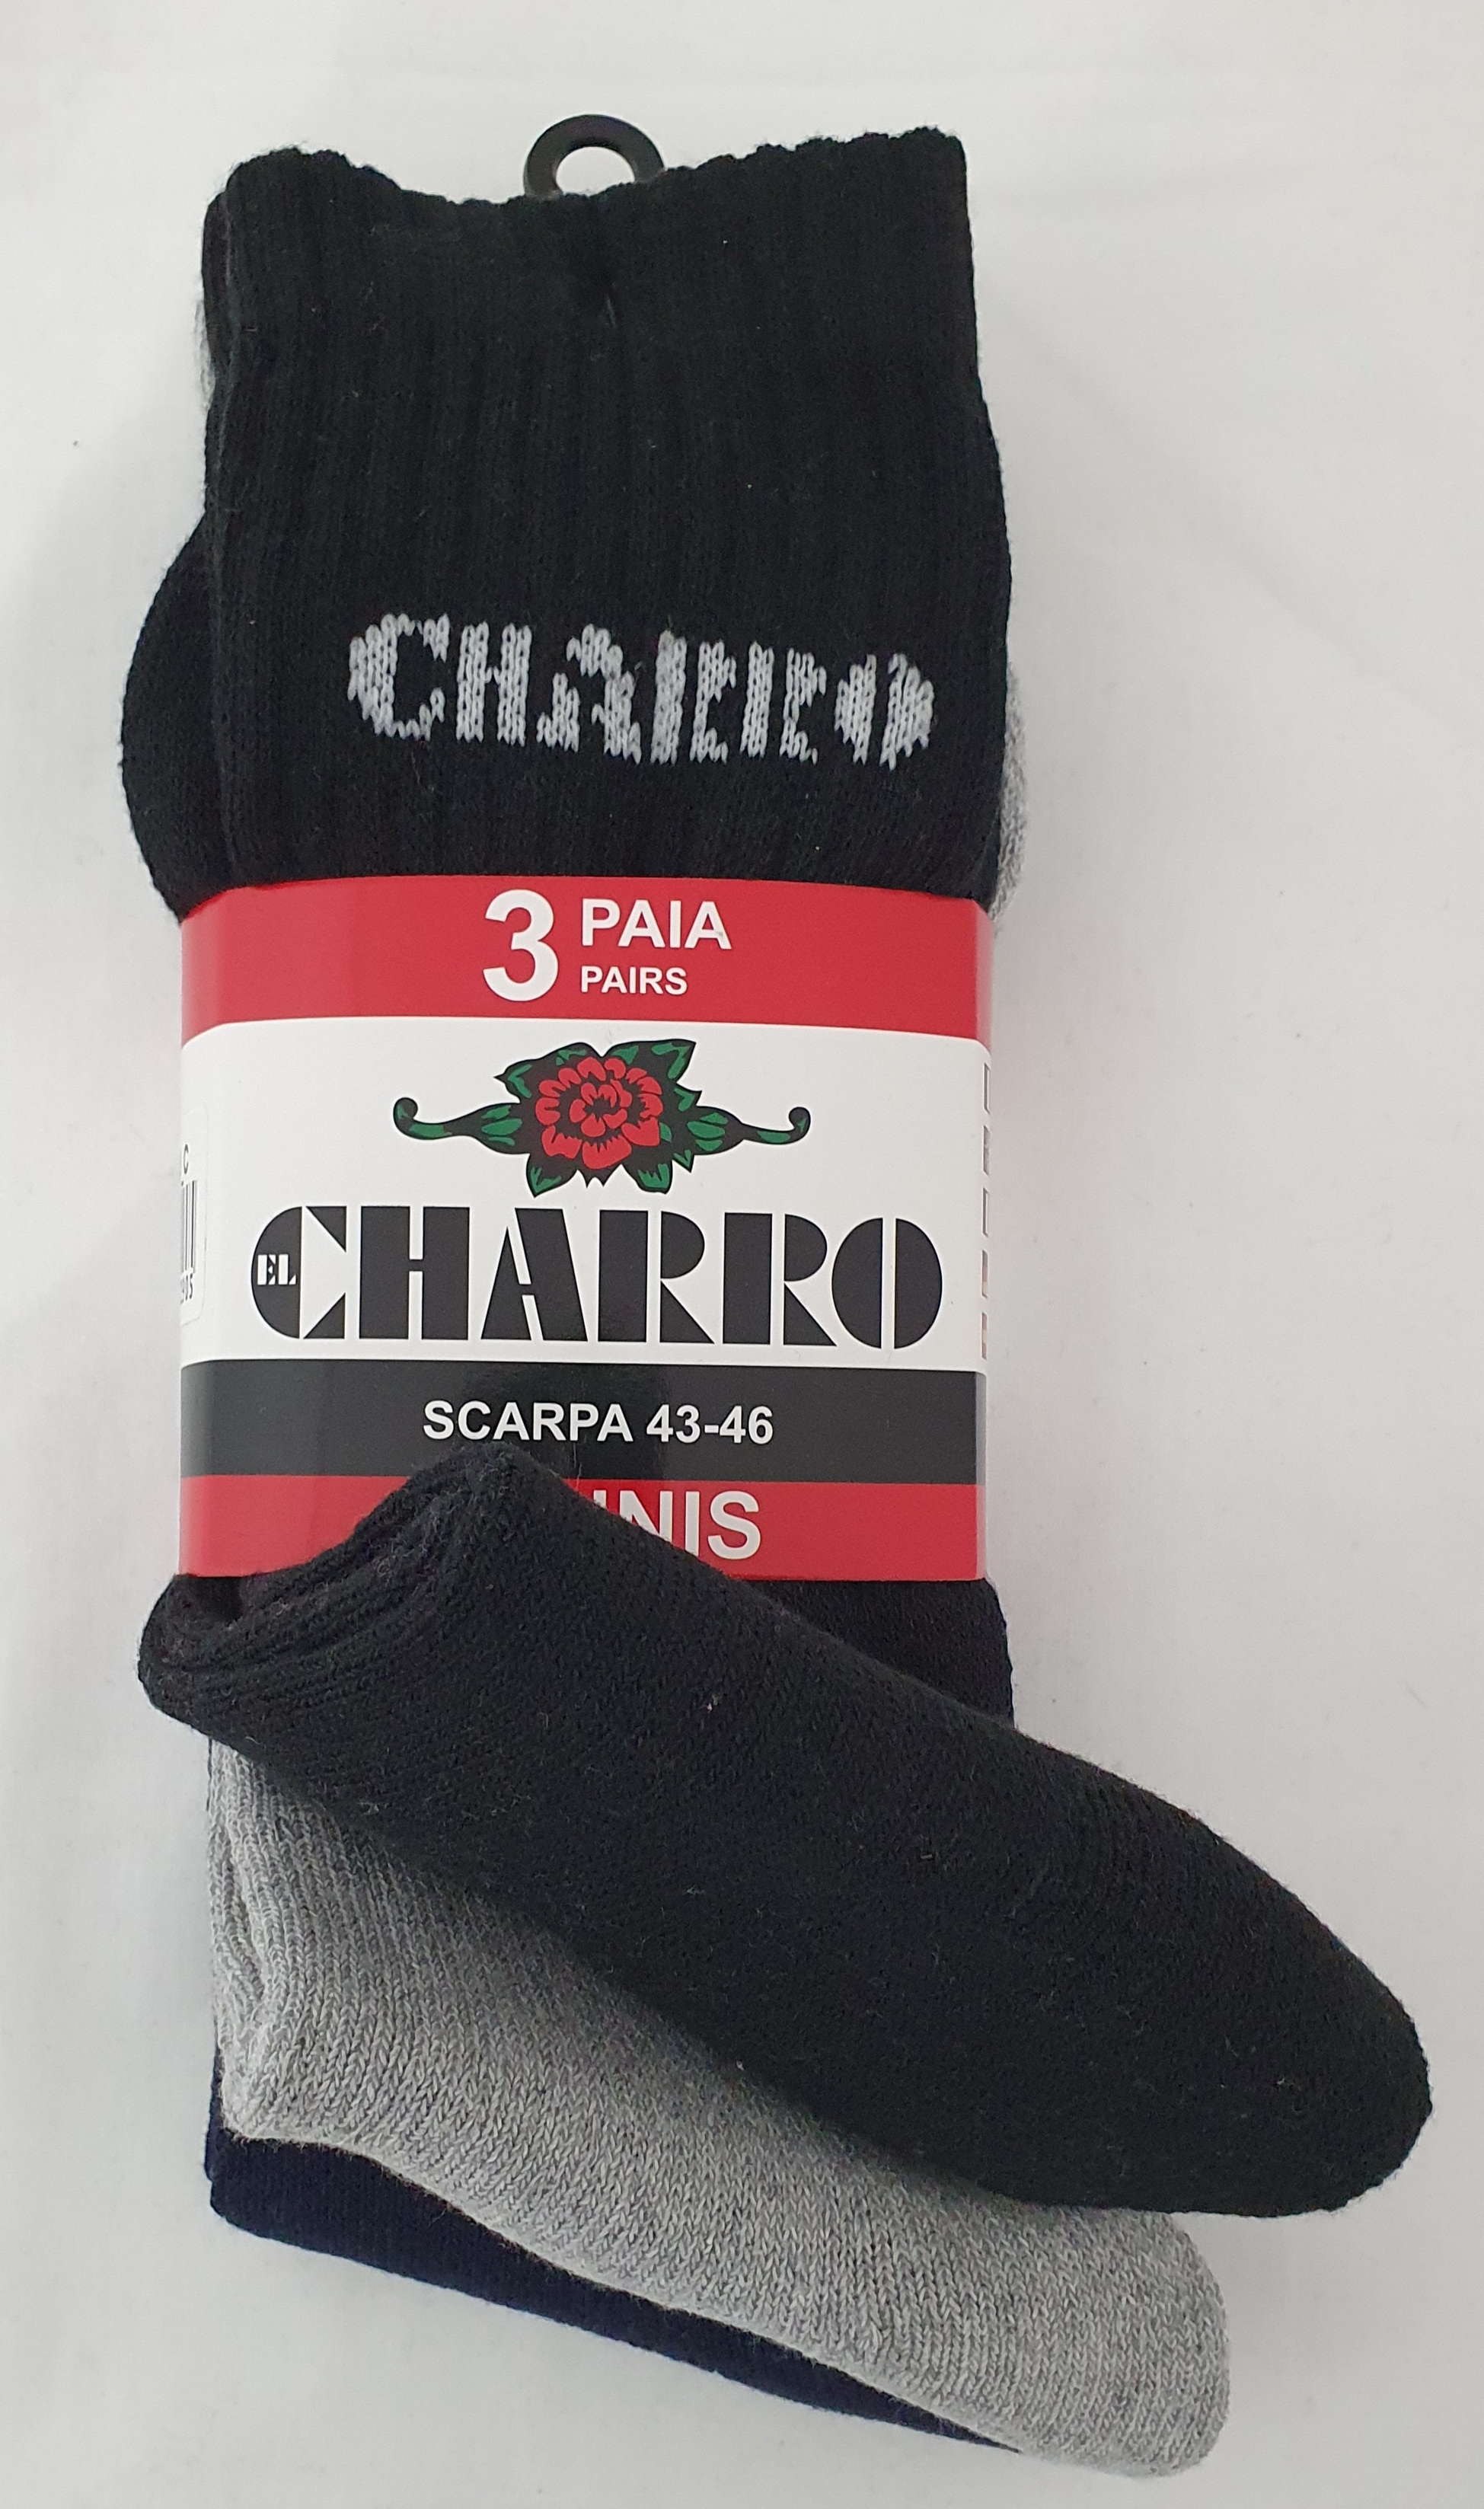 CHARRO
3 PAIA
PAIRS
EL CHARRO
SCARPA 43-46